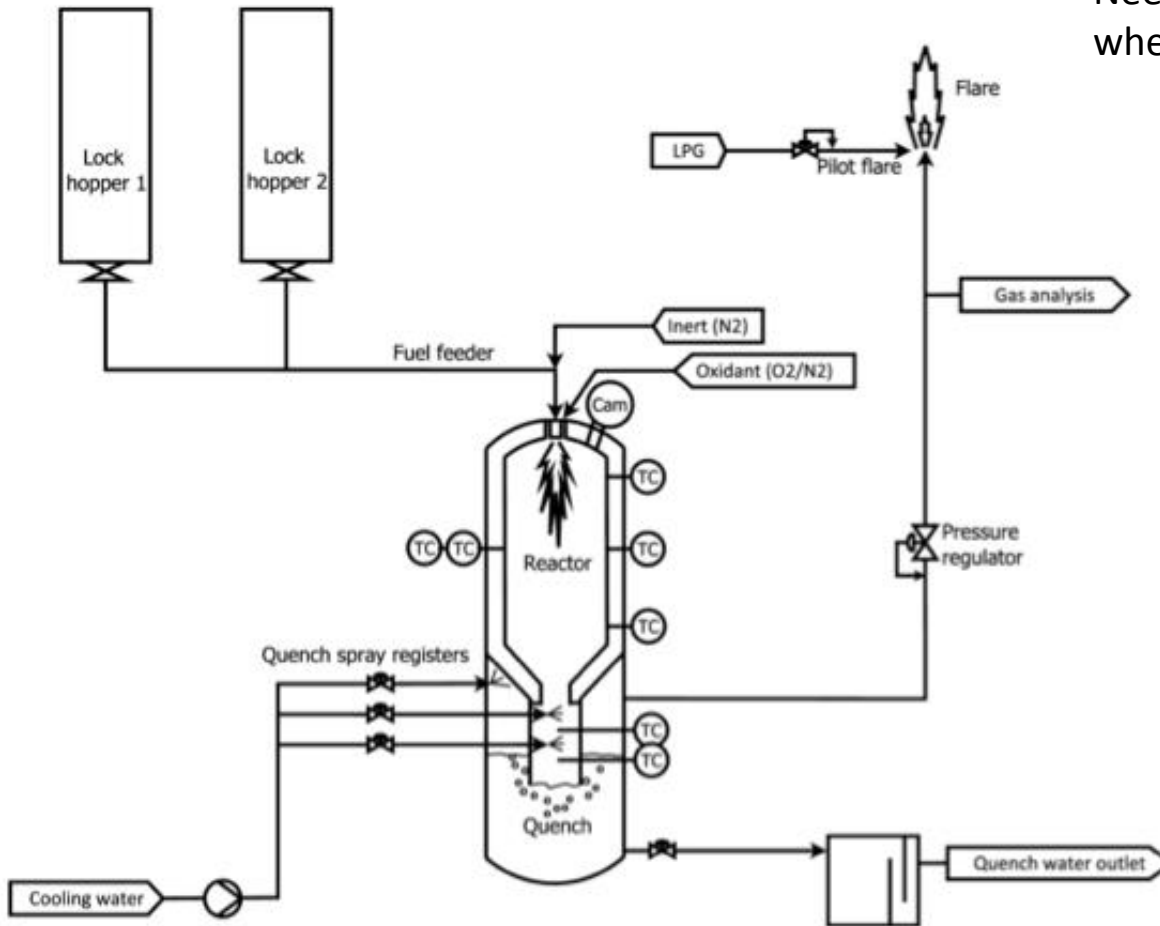 whe
Flare
LPG
Pilot flare
Lock
hopper 1
Lock
hopper 2
Gas analysis
Inert (N2)
Fuel feeder
Oxidant (O2/N2)
Cam
TC
TC
TC
TC
Reactor
Pressure
regulator
TC
Quench spray registers
TC
TC
Quench
Quench water outlet
Cooling water